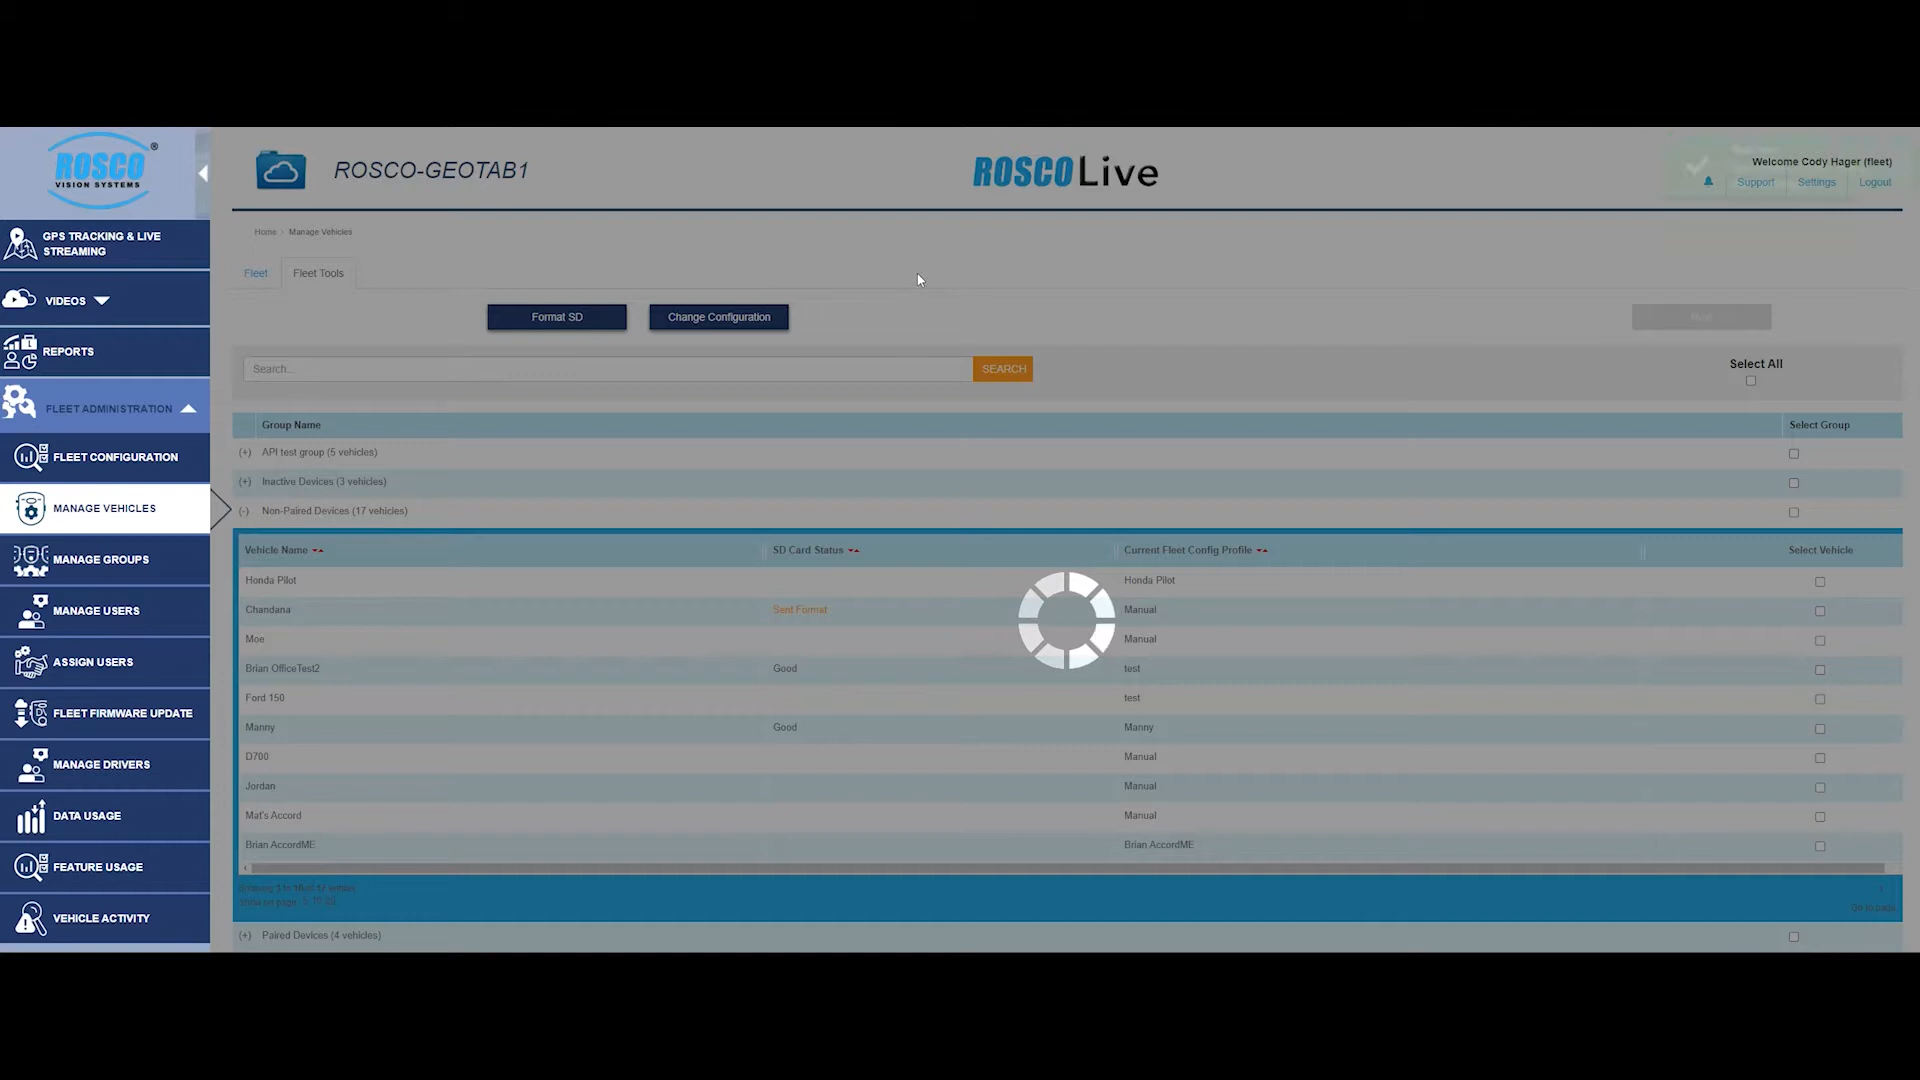 ROSCO ®
VISION SYSTEMS
ROSCO-GEOTAB1
ROSCO Live
Welcome Cody Hager (fleet)
Support Settings Logout
GPS TRACKING & LIVE
STREAMING
VIDEOS
REPORTS
FLEET ADMINISTRATION
FLEET CONFIGURATION
MANAGE VEHICLES
MANAGE GROUPS
MANAGE USERS
ASSIGN USERS
FLEET FIRMWARE UPDATE
MANAGE DRIVERS
DATA USAGE
FEATURE USAGE
VEHICLE ACTIVITY
Home > Manage Vehicles
Fleet Fleet Tools
Format SD Change Configuration
Search... SEARCH
Select All
Group Name Select Group
(+) API test group (5 vehicles)
(+) Inactive Devices (3 vehicles)
(-) Non-Paired Devices (17 vehicles)
Vehicle Name SD Card Status Current Fleet Config Profile Select Vehicle
Honda Pilot Honda Pilot
Chandana Sent Format Manual
Moe Manual
Brian OfficeTest2 Good test
Ford 150 test
Manny Good Manny
D700 Manual
Jordan Manual
Mat's Accord Manual
Brian AccordME Brian AccordME
Go to page
(+) Paired Devices (4 vehicles)